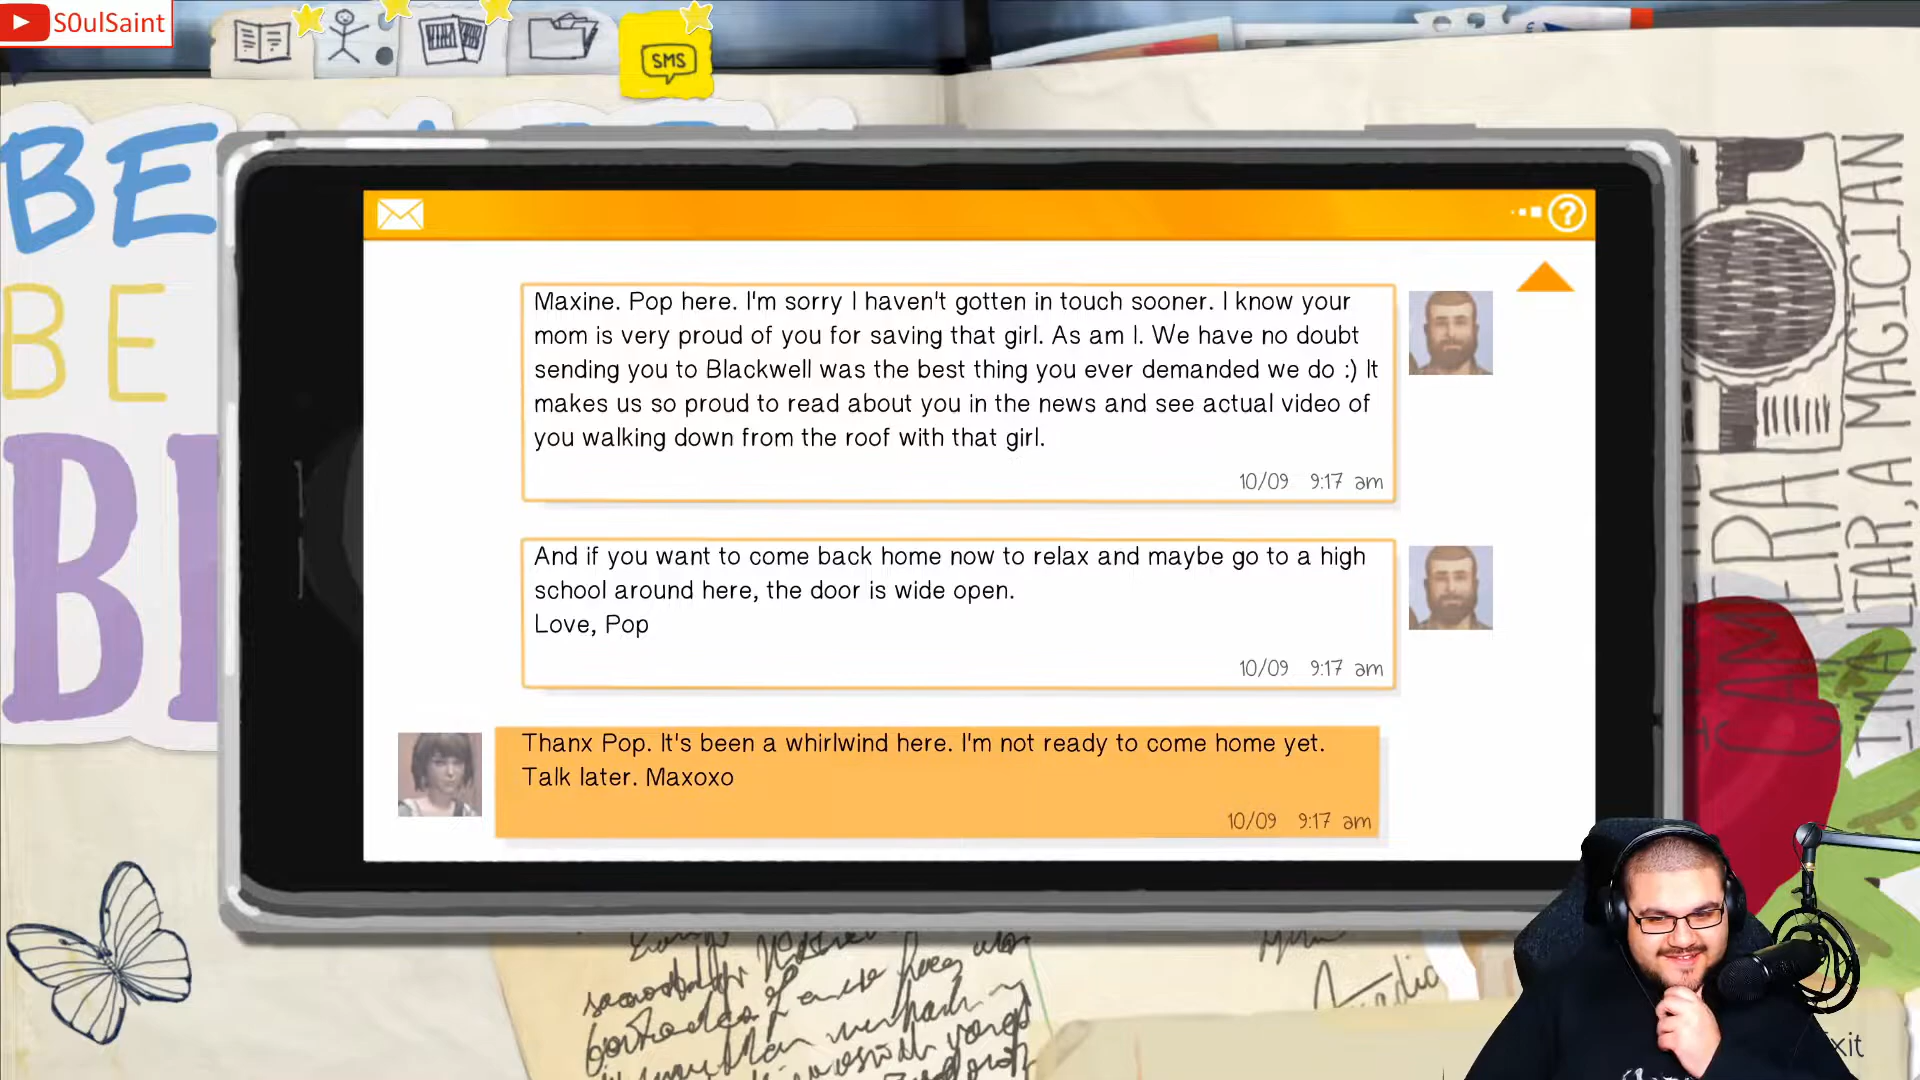 S0ulSaint
SMS
BE
BE
Maxine. Pop here. I'm sorry I haven't gotten in touch sooner. I know your
mom is very proud of you for saving that girl. As am I. We have no doubt
sending you to Blackwell was the best thing you ever demanded we do :) It
makes us so proud to read about you in the news and see actual video of
you walking down from the roof with that girl.
10/09 9:17 am
And if you want to come back home now to relax and maybe go to a high
school around here, the door is wide open.
Love, Pop
10/09 9:17 am
Thanx Pop. It's been a whirlwind here. I'm not ready to come home yet.
Talk later. Maxoxo
10/09 9:17 am
?
LIAR, A MAGICIAN